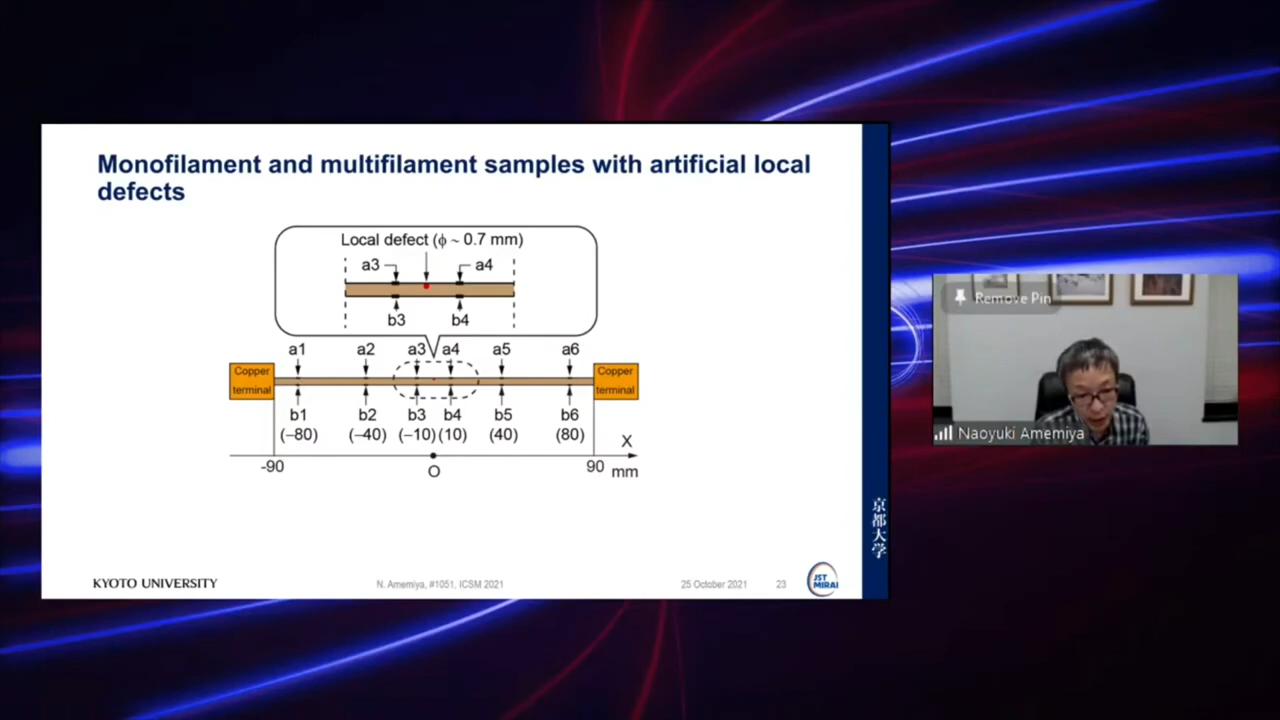 Monofilament and multifilament samples with artificial local
defects
Local defect (ϕ ~ 0.7 mm)
a3 a4
b3 b4
a1 a2 a3 a4 a5 a6
Copper
terminal
Copper
terminal
b1 b2 b3 b4 b5 b6
(−80) (−40) (−10) (10) (40) (80)
X
-90 O 90 mm
KYOTO UNIVERSITY
N. Amemiya, #1051, ICSM 2021
25 October 2021
23
JST
MIRAI
京都大学
Remove Pin
Naoyuki Amemiya